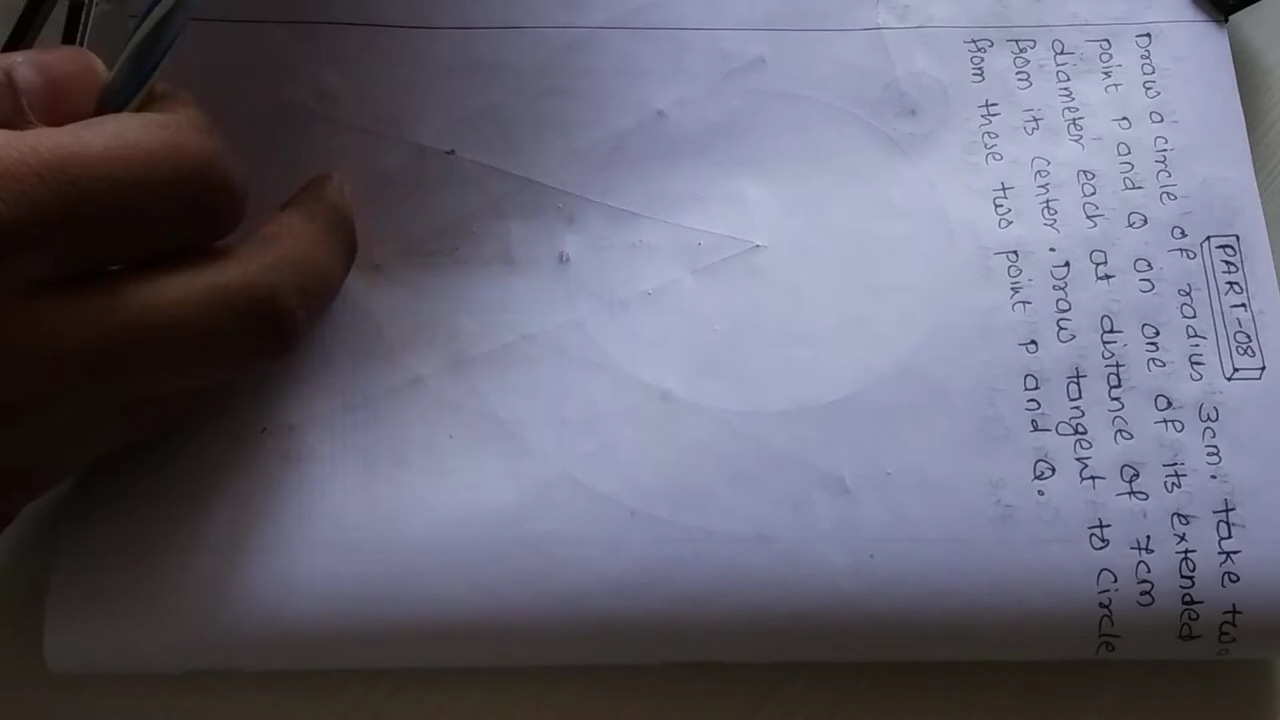 PART-08
Draw a circle of radius 3cm. take two
point P and Q on one of its extended
diameter each at distance of 7cm
from its center. Draw tangent to circle
from these two point P and Q.